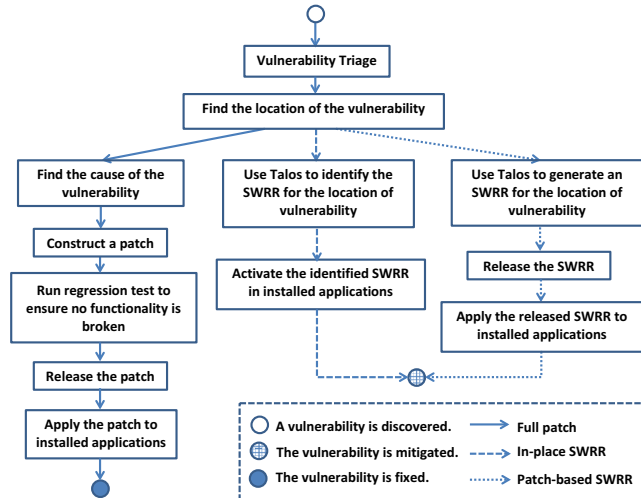 Vulnerability Triage
Find the location of the vulnerability
Find the cause of the
vulnerability
Construct a patch
Run regression test to
ensure no functionality is
broken
Release the patch
Apply the patch to
installed applications
Use Talos to identify the
SWRR for the location of
vulnerability
Activate the identified SWRR
in installed applications
Use Talos to generate an
SWRR for the location of
vulnerability
Release the SWRR
Apply the released SWRR to
installed applications
A vulnerability is discovered.
The vulnerability is mitigated.
The vulnerability is fixed.
Full patch
In-place SWRR
Patch-based SWRR